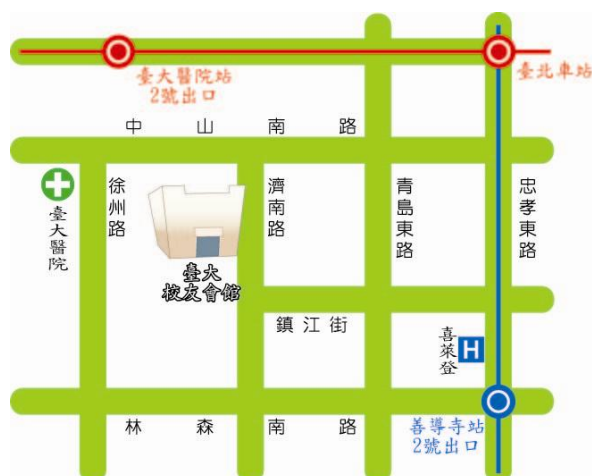 臺大醫院站
2號出口
臺北車站
中山南路
臺大醫院
徐州路
濟南路
青島東路
忠孝東路
臺大
校友會館
鎮江街
喜萊登
H
林森南路
善導寺站
2號出口